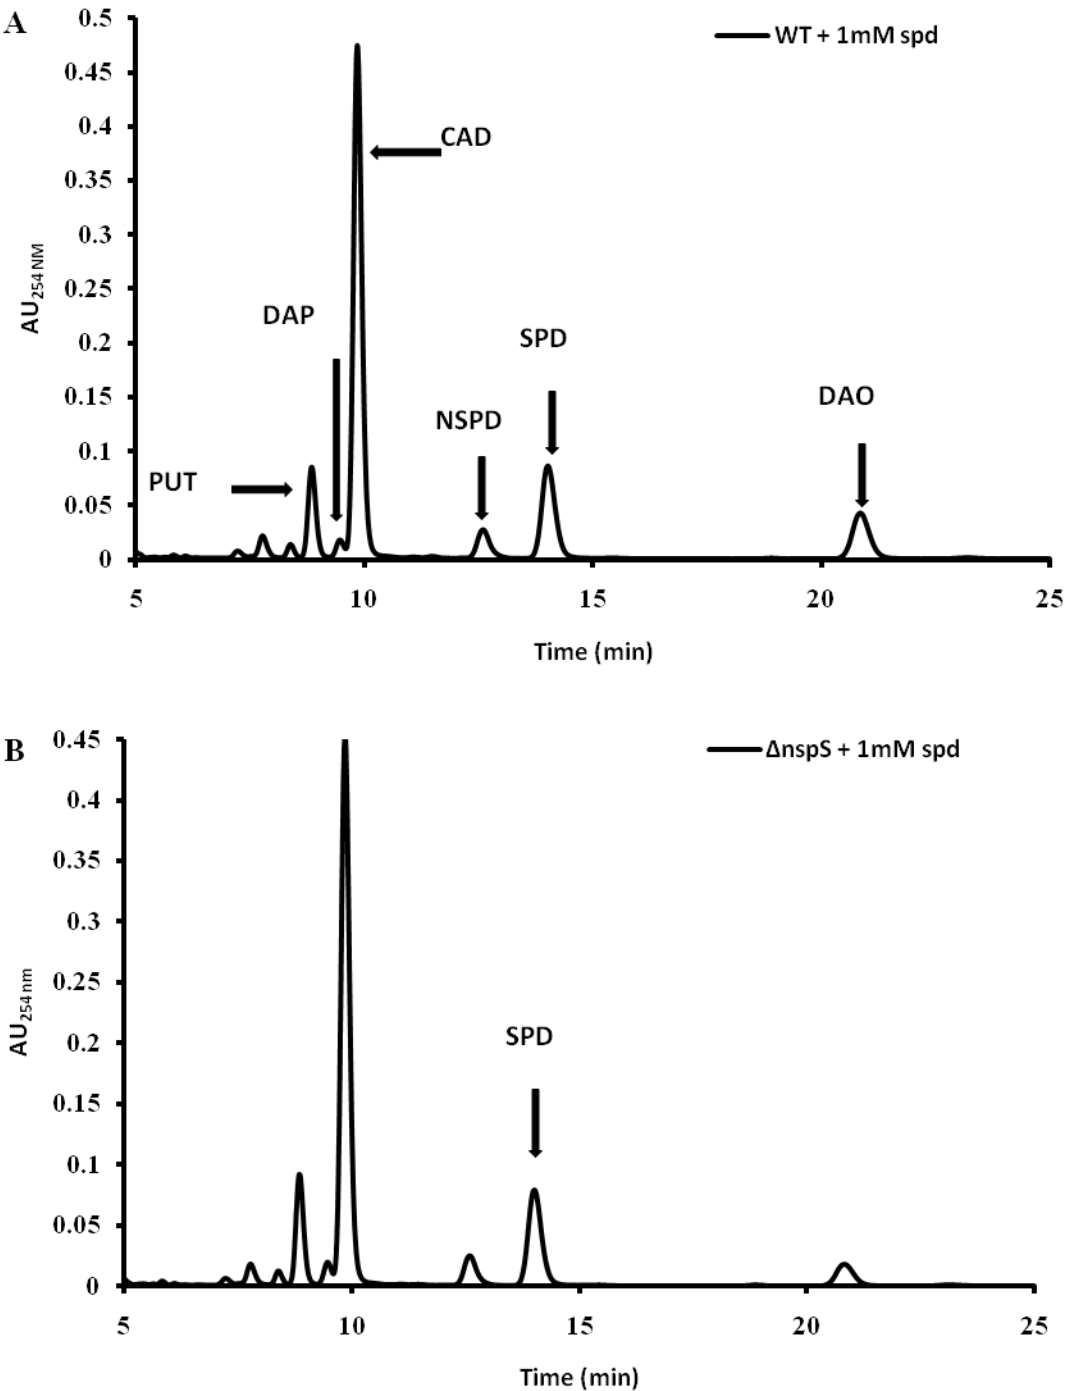 A
WT + 1mM spd
0.5
0.45
0.4
0.35
0.3
0.25
0.2
0.15
0.1
0.05
0
AU254 NM
CAD
DAP
SPD
DAO
NSPD
PUT
5 10 15 20 25
Time (min)
B
ΔnspS + 1mM spd
0.45
0.4
0.35
0.3
0.25
0.2
0.15
0.1
0.05
0
AU254 nm
SPD
5 10 15 20 25
Time (min)